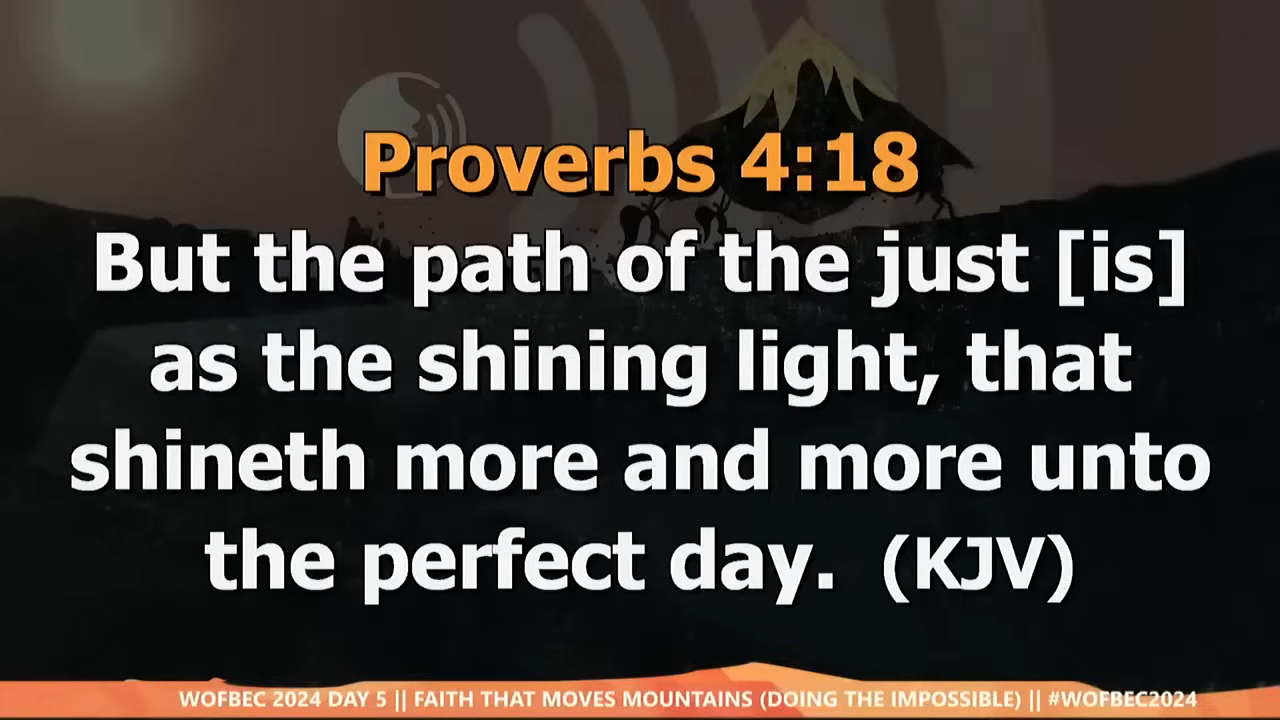 Proverbs 4:18
But the path of the just [is]
as the shining light, that
shineth more and more unto
the perfect day.  (KJV)
WOFBEC 2024 DAY 5 || FAITH THAT MOVES MOUNTAINS (DOING THE IMPOSSIBLE) || #WOFBEC2024